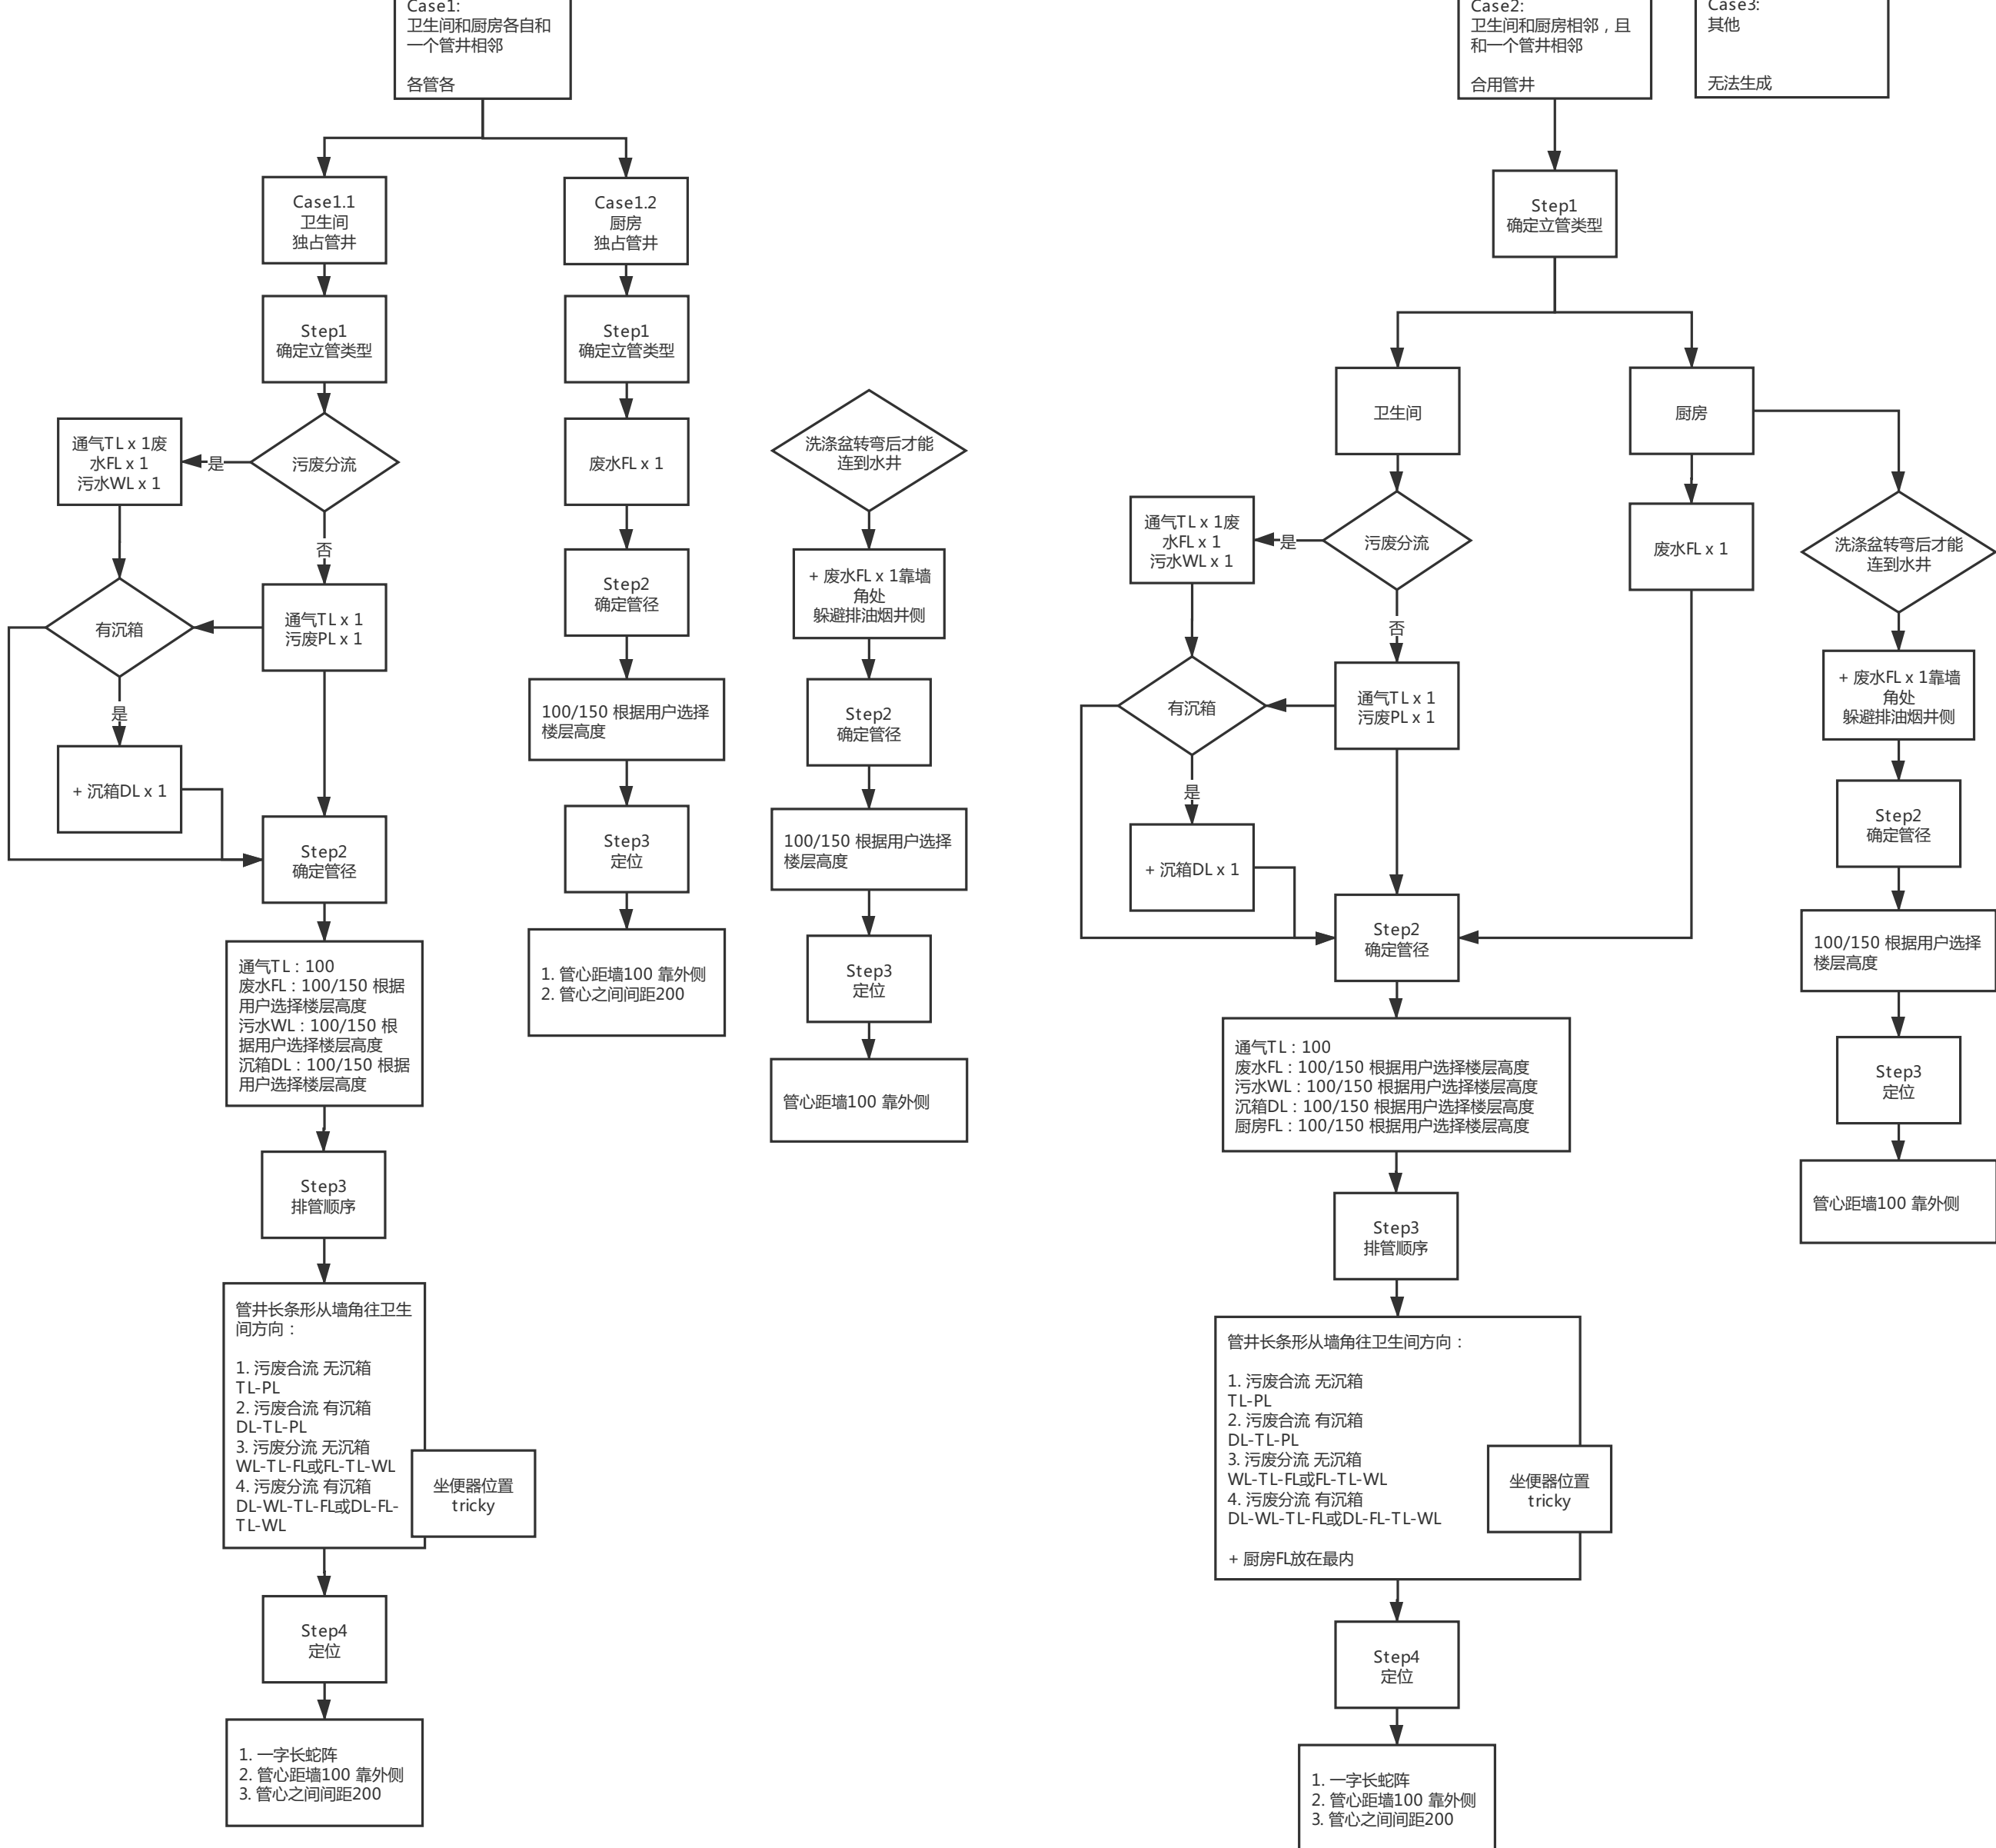 Case1:
卫生间和厨房各自和
一个管井相邻
各管各
Case1.1
卫生间
独占管井
Step1
确定立管类型
污废分流
是
通气TL x 1废
水FL x 1
污水WL x 1
否
通气TL x 1
污废PL x 1
有沉箱
是
+ 沉箱DL x 1
Step2
确定管径
通气TL：100
废水FL：100/150 根据
用户选择楼层高度
污水WL：100/150 根
据用户选择楼层高度
沉箱DL：100/150 根据
用户选择楼层高度
Step3
排管顺序
管井长条形从墙角往卫生
间方向：
1. 污废合流 无沉箱
TL-PL
2. 污废合流 有沉箱
DL-TL-PL
3. 污废分流 无沉箱
WL-TL-FL或FL-TL-WL
4. 污废分流 有沉箱
DL-WL-TL-FL或DL-FL-
TL-WL
坐便器位置
tricky
Step4
定位
1. 一字长蛇阵
2. 管心距墙100 靠外侧
3. 管心之间间距200
Case1.2
厨房
独占管井
Step1
确定立管类型
废水FL x 1
Step2
确定管径
100/150 根据用户选择
楼层高度
Step3
定位
1. 管心距墙100 靠外侧
2. 管心之间间距200
洗涤盆转弯后才能
连到水井
+ 废水FL x 1靠墙
角处
躲避排油烟井侧
Step2
确定管径
100/150 根据用户选择
楼层高度
Step3
定位
管心距墙100 靠外侧
Case2:
卫生间和厨房相邻，且
和一个管井相邻
合用管井
Step1
确定立管类型
卫生间
污废分流
是
通气TL x 1废
水FL x 1
污水WL x 1
否
通气TL x 1
污废PL x 1
有沉箱
是
+ 沉箱DL x 1
厨房
废水FL x 1
Step2
确定管径
通气TL：100
废水FL：100/150 根据用户选择楼层高度
污水WL：100/150 根据用户选择楼层高度
沉箱DL：100/150 根据用户选择楼层高度
厨房FL：100/150 根据用户选择楼层高度
Step3
排管顺序
管井长条形从墙角往卫生间方向：
1. 污废合流 无沉箱
TL-PL
2. 污废合流 有沉箱
DL-TL-PL
3. 污废分流 无沉箱
WL-TL-FL或FL-TL-WL
4. 污废分流 有沉箱
DL-WL-TL-FL或DL-FL-TL-WL
+ 厨房FL放在最内
坐便器位置
tricky
Step4
定位
1. 一字长蛇阵
2. 管心距墙100 靠外侧
3. 管心之间间距200
洗涤盆转弯后才能
连到水井
+ 废水FL x 1靠墙
角处
躲避排油烟井侧
Step2
确定管径
100/150 根据用户选择
楼层高度
Step3
定位
管心距墙100 靠外侧
Case3:
其他
无法生成